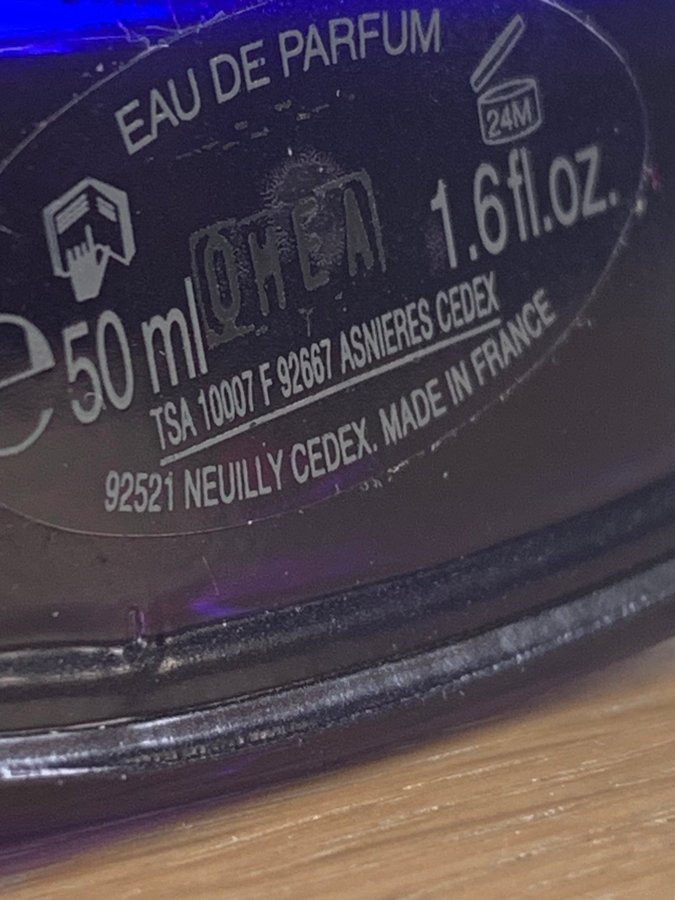 EAU DE PARFUM
24M
e 50 ml 1.6 fl.oz.
TSA 10007 F 92667 ASNIERES CEDEX
92521 NEUILLY CEDEX. MADE IN FRANCE